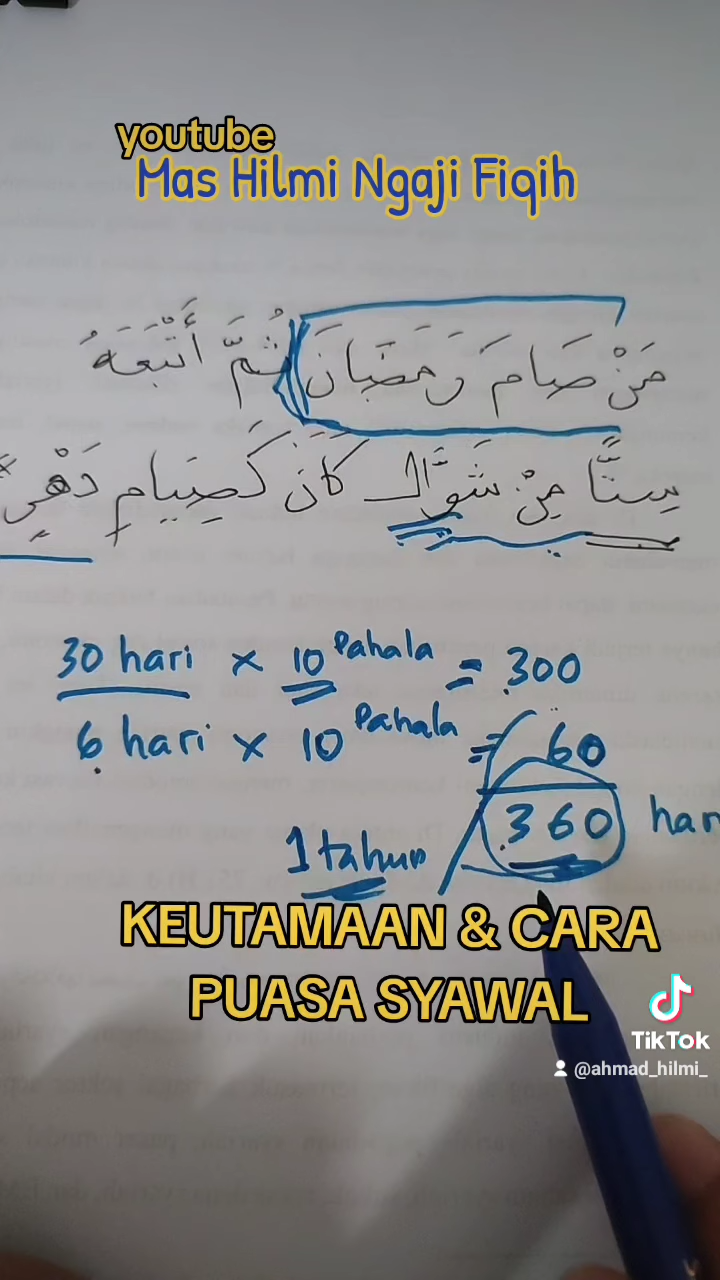 youtube
Mas Hilmi Ngaji Fiqih
مَنْ صَامَ رَمَضَانَ ثُمَّ أَتْبَعَهُ
سِتًّا مِنْ شَوَّالٍ كَانَ كَصِيَامِ دَهْرٍ
30 hari x 10 Pahala = 300
6 hari x 10 Pahala = 60
1 tahun 360 hari
KEUTAMAAN & CARA
PUASA SYAWAL
TikTok
@ahmad_hilmi_